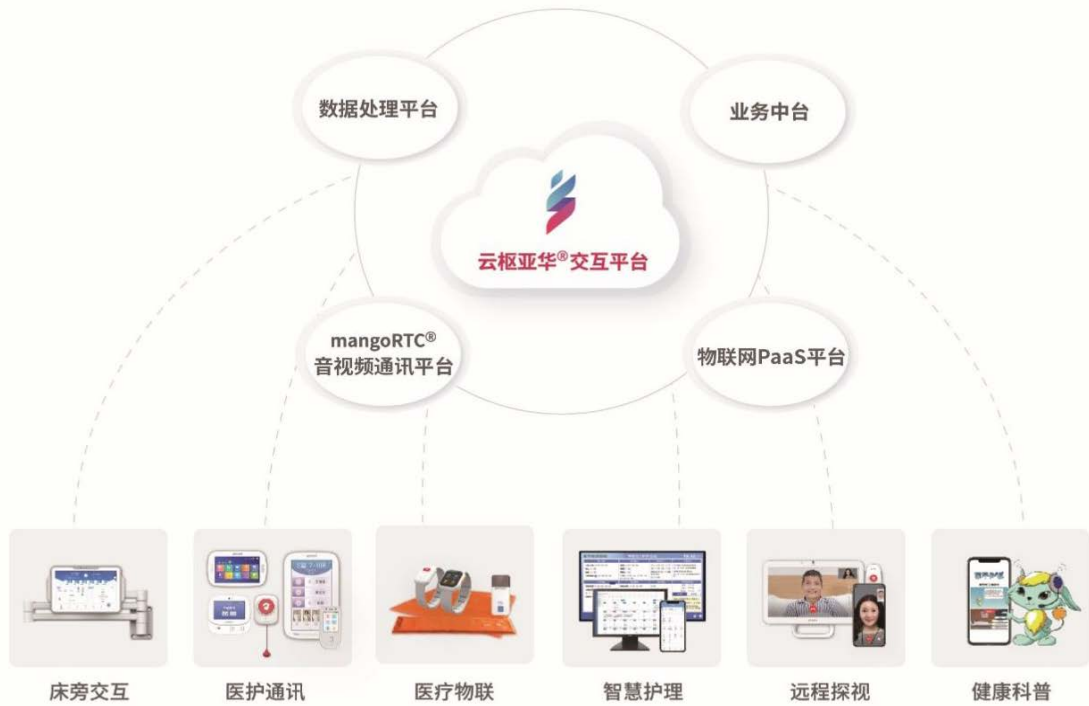 数据处理平台
业务中台
云枢亚华®交互平台
mangoRTC®
音视频通讯平台
物联网PaaS平台
床旁交互
医护通讯
医疗物联
智慧护理
远程探视
健康科普